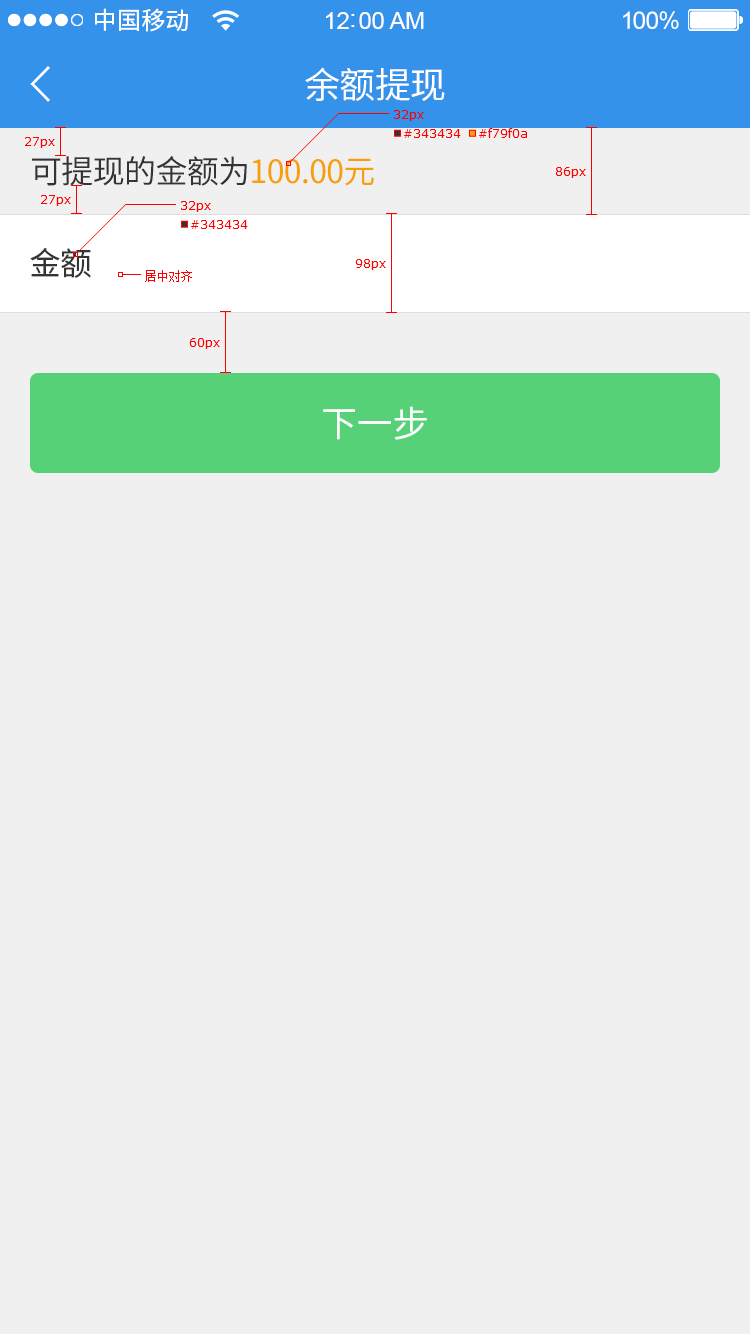 中国移动 12:00 AM 100%
余额提现
32px
#343434 #f79f0a
27px
86px
可提现的金额为100.00元
27px
32px
#343434
金额
居中对齐
98px
60px
下一步